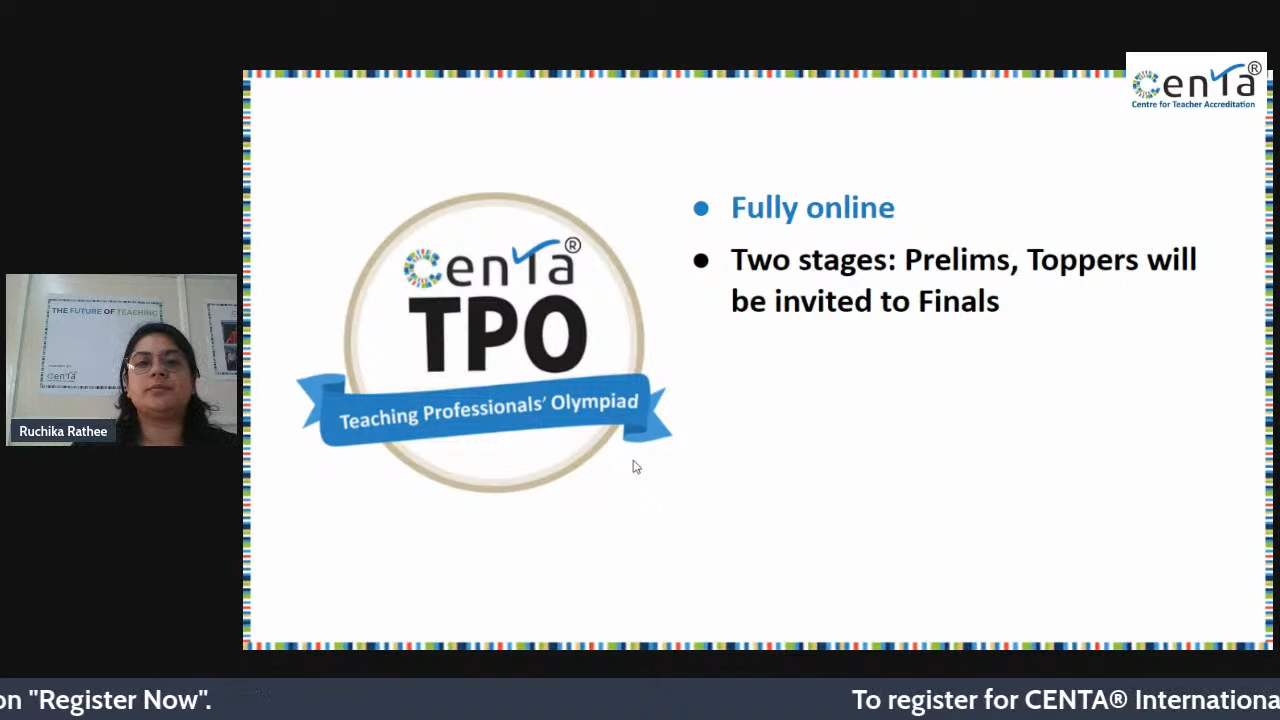 CENTA®
Centre for Teacher Accreditation
● Fully online
● Two stages: Prelims, Toppers will
be invited to Finals
CENTA®
TPO
Teaching Professionals' Olympiad
THE FUTURE OF TEACHING
CENTA
Ruchika Rathee
on "Register Now".
To register for CENTA® Internationa